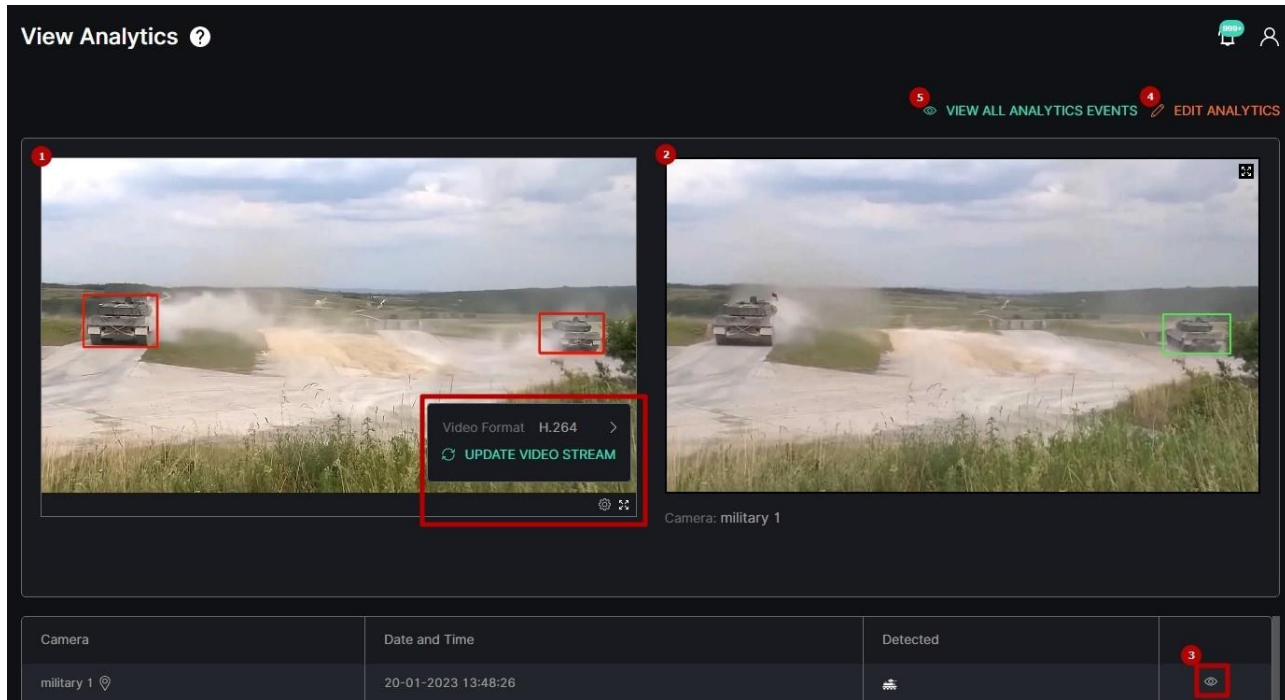 View Analytics ?
999+
5 VIEW ALL ANALYTICS EVENTS 4 EDIT ANALYTICS
1
2
Video Format H.264 >
UPDATE VIDEO STREAM
Camera: military 1
Camera Date and Time Detected
3
military 1 20-01-2023 13:48:26